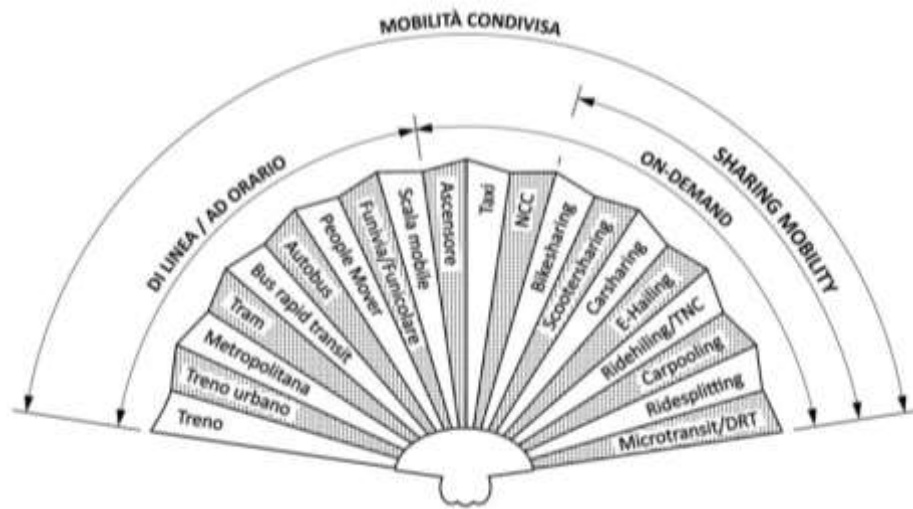 MOBILITÀ CONDIVISA
DI LINEA / AD ORARIO
ON-DEMAND
SHARING MOBILITY
Treno
Treno urbano
Metropolitana
Tram
Bus rapid transit
Autobus
People Mover
Funivia/Funicolare
Scala mobile
Ascensore
Taxi
NCC
Bikesharing
Scootersharing
Carsharing
E-Hailing
Ridehiling/TNC
Carpooling
Ridesplitting
Microtransit/DRT